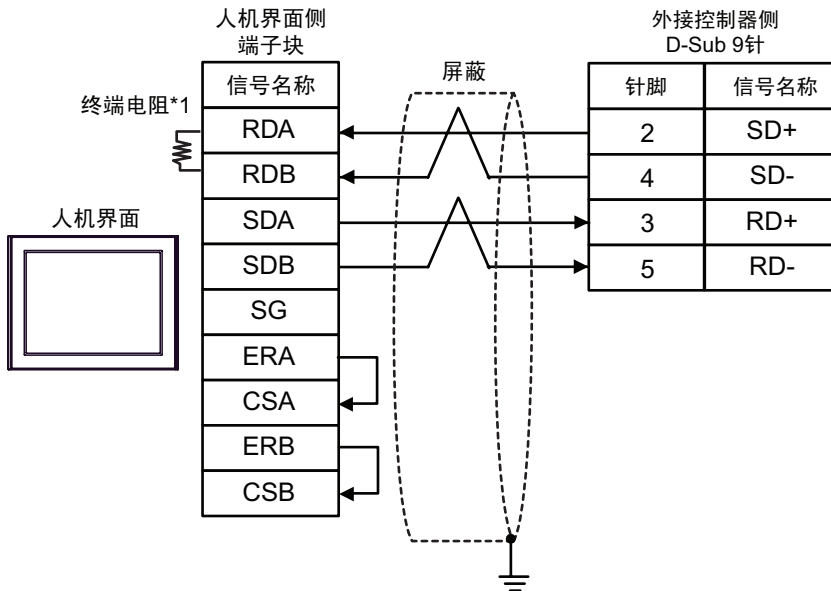 人机界面侧
端子块
外接控制器侧
D-Sub 9针
信号名称
屏蔽
针脚 信号名称
终端电阻*1
RDA
2 SD+
RDB
4 SD-
人机界面
SDA
3 RD+
SDB
5 RD-
SG
ERA
CSA
ERB
CSB